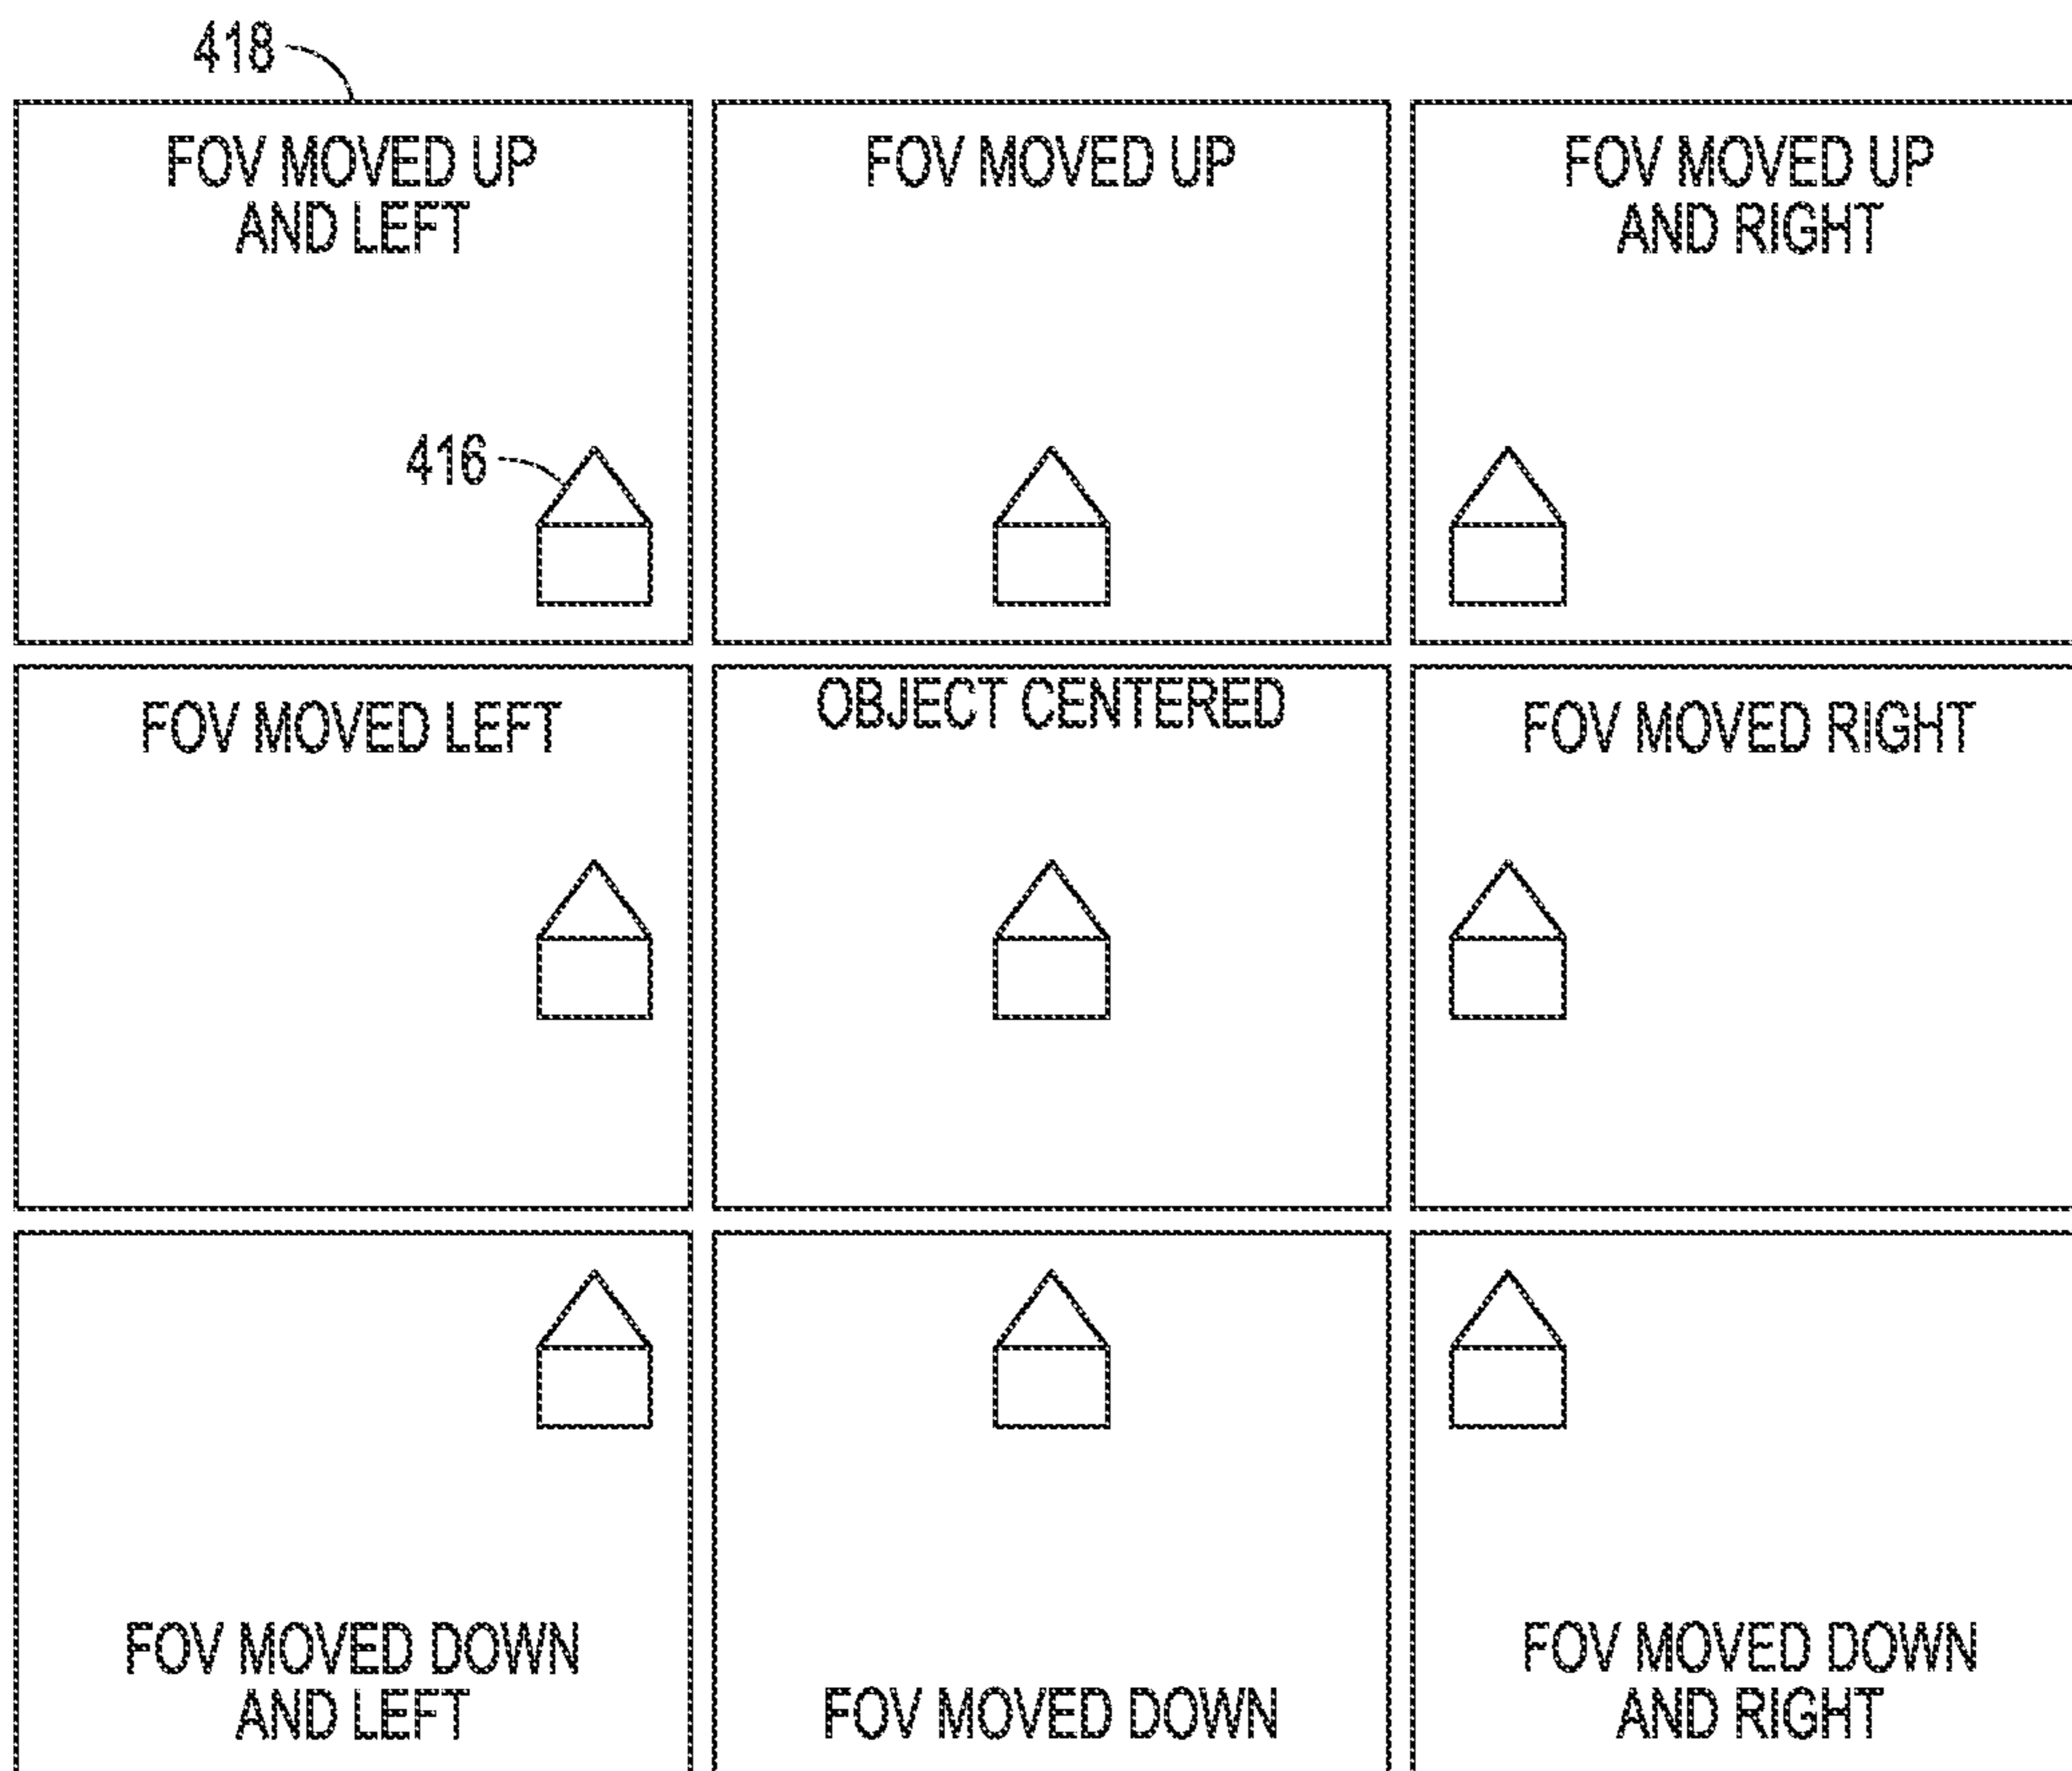 418
FOV MOVED UP
AND LEFT
FOV MOVED UP
FOV MOVED UP
AND RIGHT
416
FOV MOVED LEFT
OBJECT CENTERED
FOV MOVED RIGHT
FOV MOVED DOWN
AND LEFT
FOV MOVED DOWN
FOV MOVED DOWN
AND RIGHT